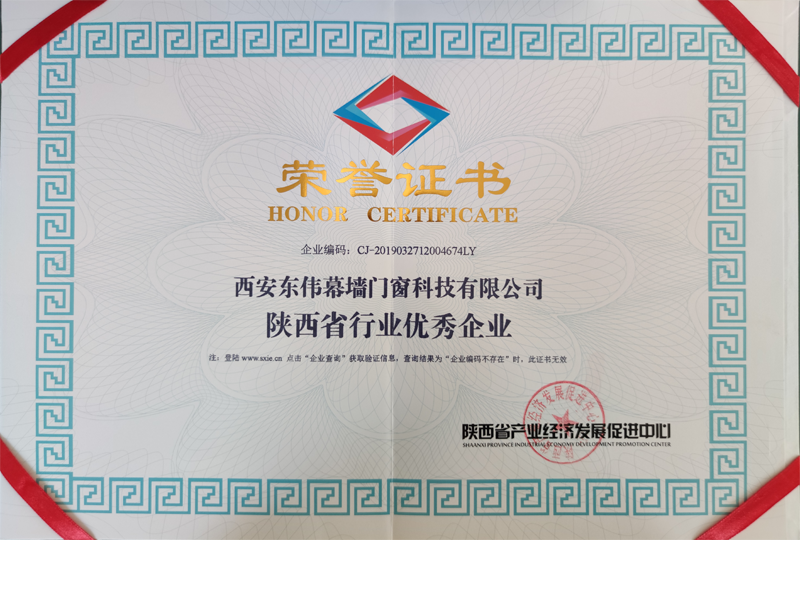 荣誉证书
HONOR CERTIFICATE
企业编码：CJ-2019032712004674LY
西安东伟幕墙门窗科技有限公司
陕西省行业优秀企业
注：登陆 www.sxie.cn 点击“企业查询”获取验证信息，查询结果为“企业编码不存在”时，此证书无效
陕西省产业经济发展促进中心
SHAANXI PROVINCE INDUSTRIAL ECONOMY DEVELOPMENT PROMOTION CENTER